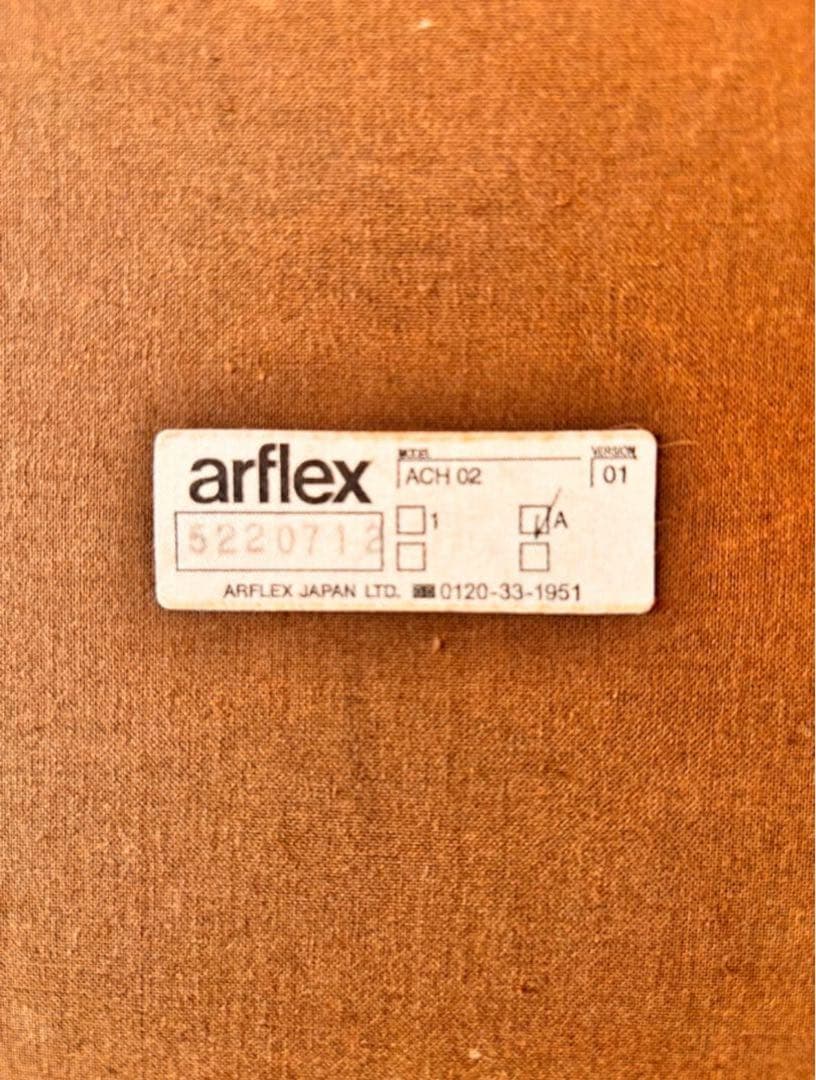 arflex
MODEL
ACH 02
VERSION
01
5220712
1
A
ARFLEX JAPAN LTD. 0120-33-1951